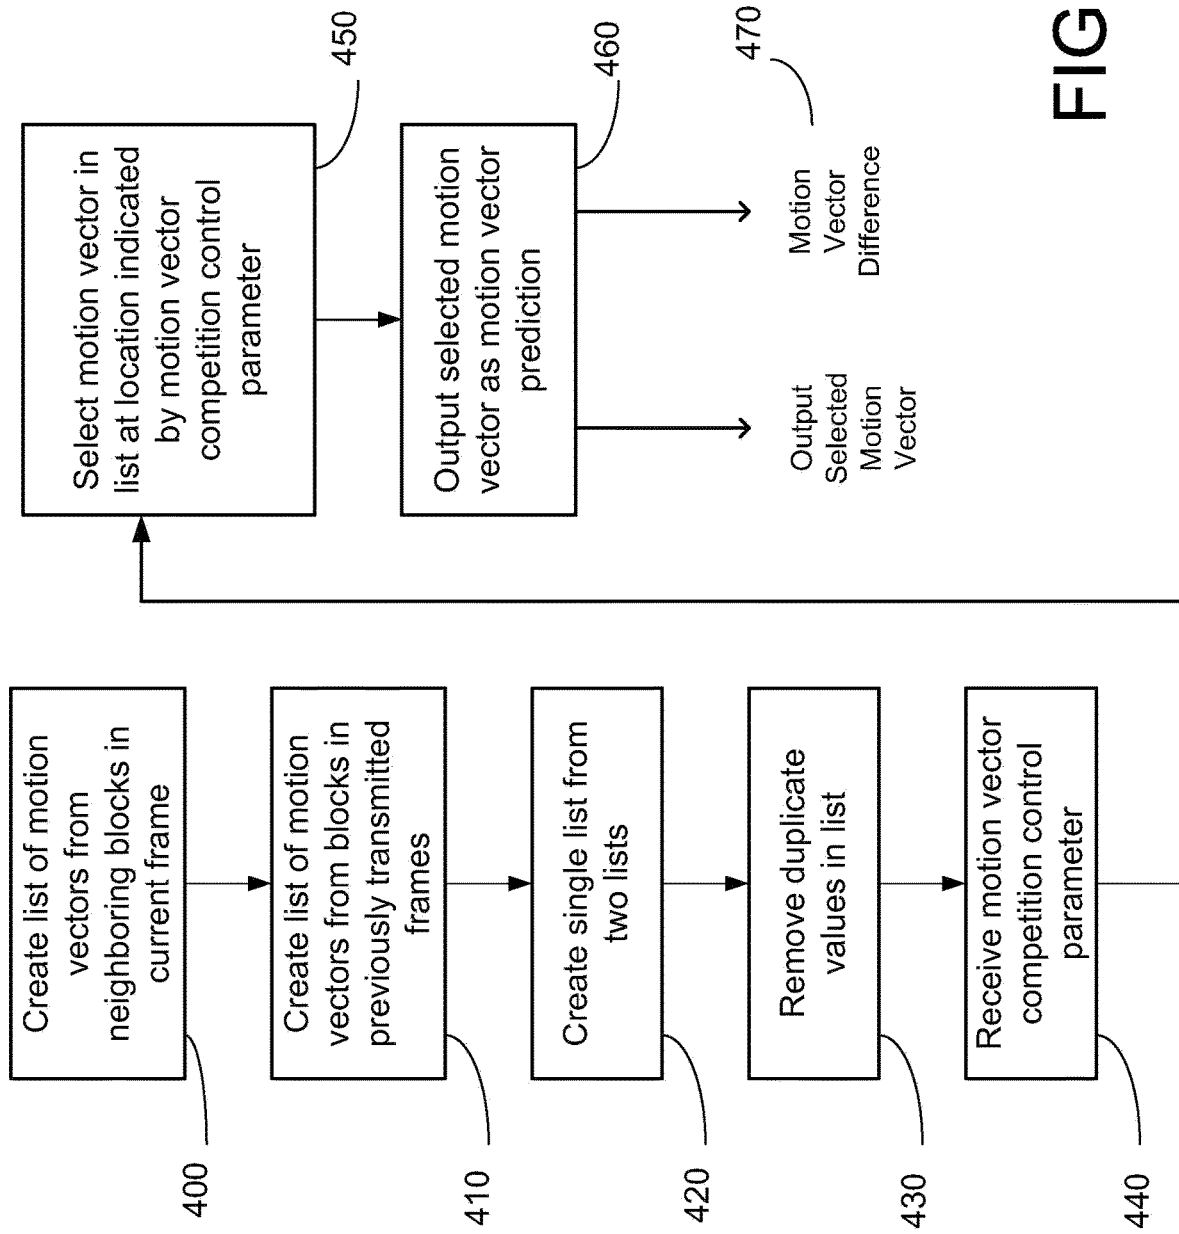 Create list of motion
vectors from
neighboring blocks in
current frame
400
Create list of motion
vectors from blocks in
previously transmitted
frames
410
Create single list from
two lists
420
Remove duplicate
values in list
430
Receive motion vector
competition control
parameter
440
Select motion vector in
list at location indicated
by motion vector
competition control
parameter
450
Output selected motion
vector as motion vector
prediction
460
Output
Selected
Motion
Vector
Motion
Vector
Difference
470
FIG